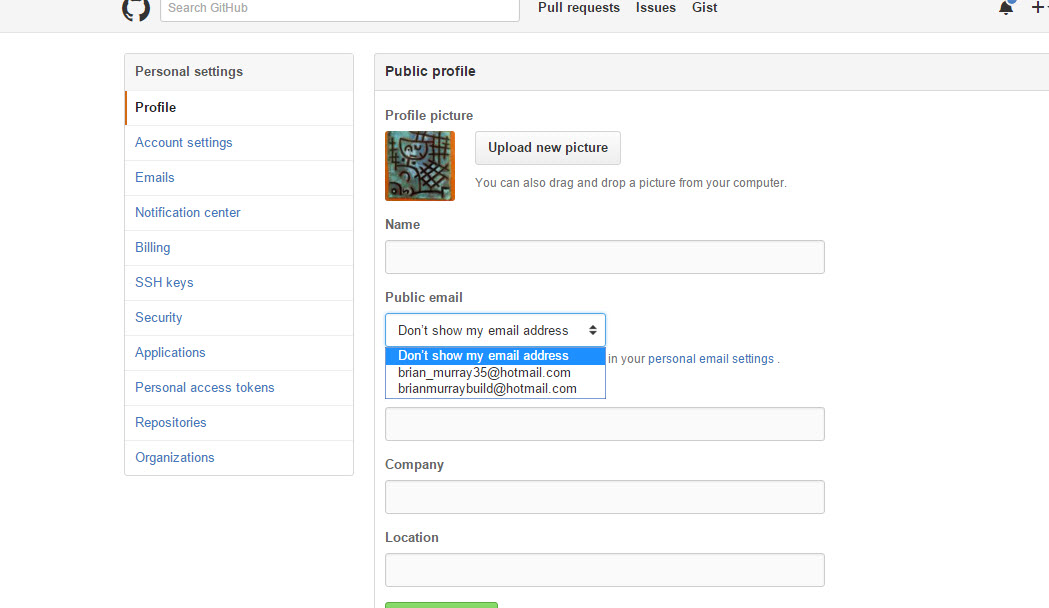 Search GitHub
Pull requests
Issues
Gist
Personal settings
Profile
Account settings
Emails
Notification center
Billing
SSH keys
Security
Applications
Personal access tokens
Repositories
Organizations
Public profile
Profile picture
Upload new picture
You can also drag and drop a picture from your computer.
Name
Public email
Don't show my email address
Don't show my email address
brian_murray35@hotmail.com
brianmurraybuild@hotmail.com
in your personal email settings .
Company
Location